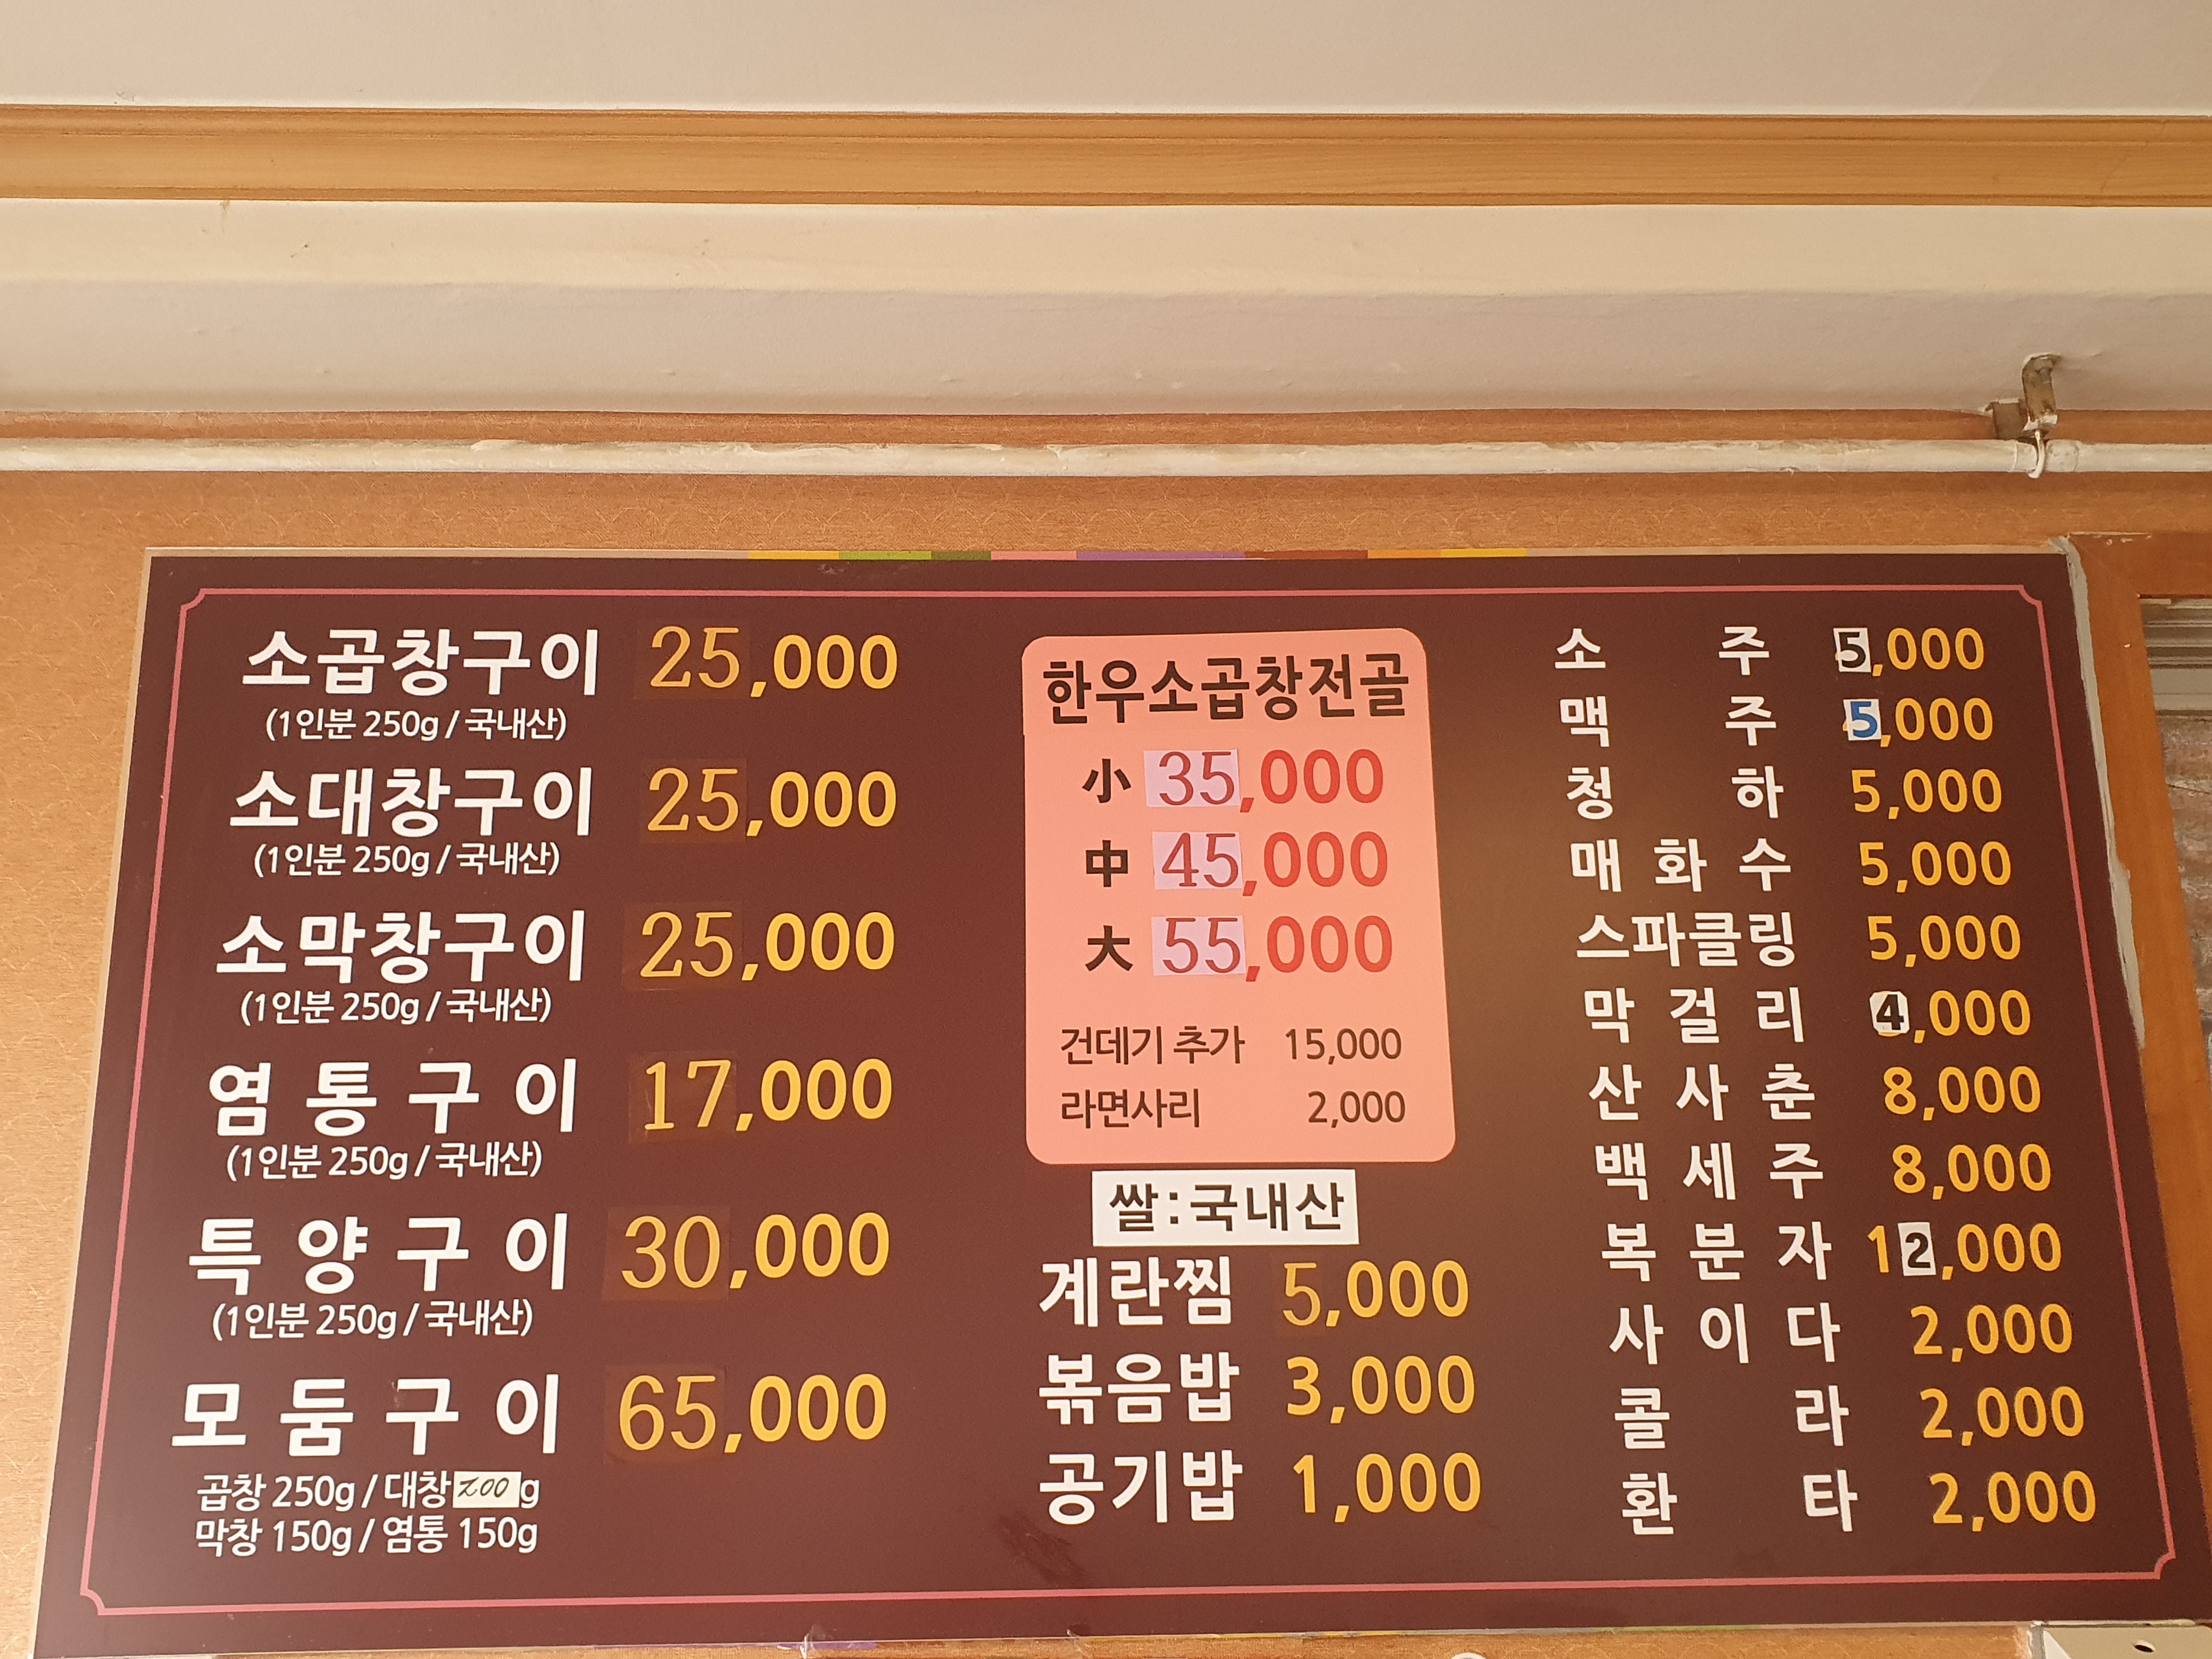 소곱창구이 25,000
(1인분 250g / 국내산)
소대창구이 25,000
(1인분 250g / 국내산)
소막창구이 25,000
(1인분 250g / 국내산)
염통구이 17,000
(1인분 250g / 국내산)
특양구이 30,000
(1인분 250g / 국내산)
모둠구이 65,000
곱창 250g / 대창 200g
막창 150g / 염통 150g
한우소곱창전골
小 35,000
中 45,000
大 55,000
건데기 추가 15,000
라면사리 2,000
쌀:국내산
계란찜 5,000
볶음밥 3,000
공기밥 1,000
소주 5,000
맥주 5,000
청하 5,000
매화수 5,000
스파클링 5,000
막걸리 4,000
산사춘 8,000
백세주 8,000
복분자 12,000
사이다 2,000
콜라 2,000
환타 2,000